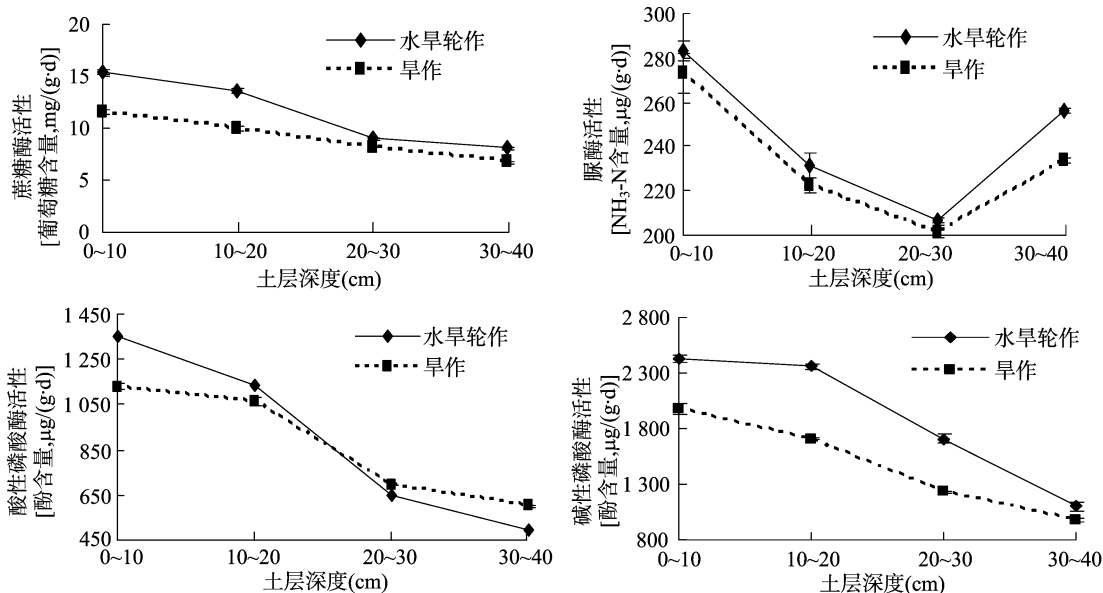 蔗糖酶活性
[葡萄糖含量,mg/(g·d)]
20
15
10
5
0
水旱轮作
旱作
0~10
10~20
20~30
30~40
土层深度(cm)
脲酶活性
[NH₃-N含量,μg/(g·d)]
300
280
260
240
220
200
水旱轮作
旱作
0~10
10~20
20~30
30~40
土层深度(cm)
酸性磷酸酶活性
[酚含量,μg/(g·d)]
1 450
1 250
1 050
850
650
450
水旱轮作
旱作
0~10
10~20
20~30
30~40
土层深度(cm)
碱性磷酸酶活性
[酚含量,μg/(g·d)]
2 800
2 300
1 800
1 300
800
水旱轮作
旱作
0~10
10~20
20~30
30~40
土层深度(cm)